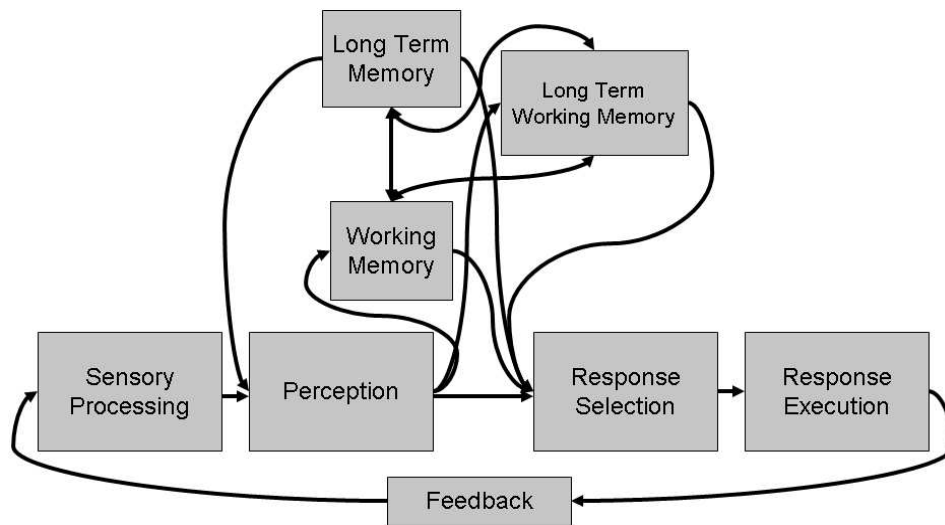 Long Term
Memory
Long Term
Working Memory
Working
Memory
Sensory
Processing
Perception
Response
Selection
Response
Execution
Feedback